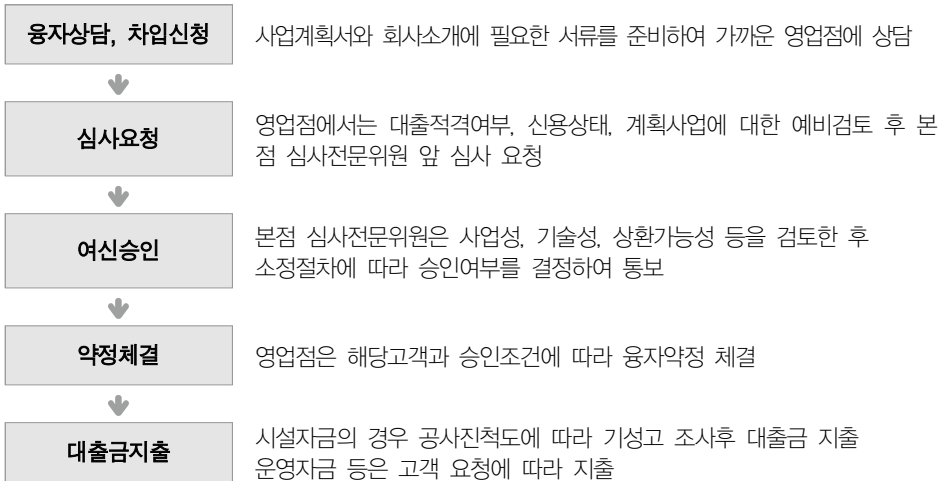 융자상담, 차입신청
사업계획서와 회사소개에 필요한 서류를 준비하여 가까운 영업점에 상담
심사요청
영업점에서는 대출적격여부, 신용상태, 계획사업에 대한 예비검토 후 본
점 심사전문위원 앞 심사 요청
여신승인
본점 심사전문위원은 사업성, 기술성, 상환가능성 등을 검토한 후
소정절차에 따라 승인여부를 결정하여 통보
약정체결
영업점은 해당고객과 승인조건에 따라 융자약정 체결
대출금지출
시설자금의 경우 공사진척도에 따라 기성고 조사후 대출금 지출
운영자금 등은 고객 요청에 따라 지출